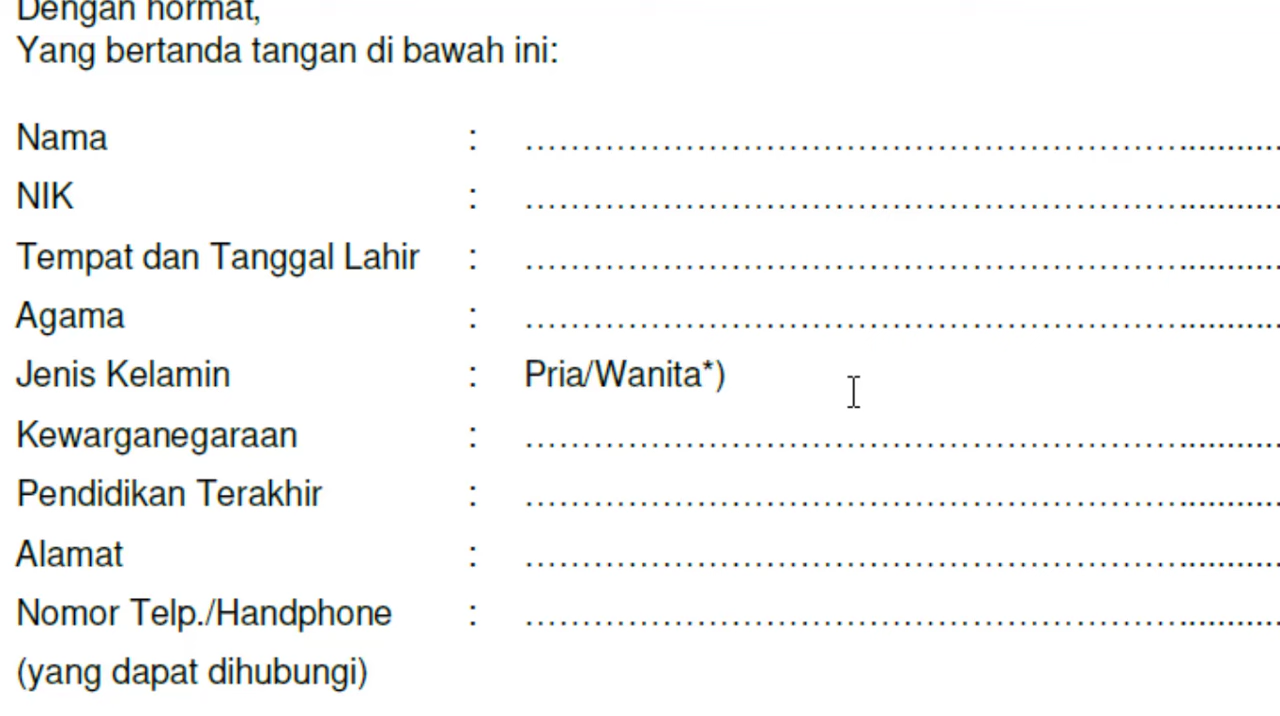 Dengan hormat,
Yang bertanda tangan di bawah ini:
Nama : ……………………………………………………...........
NIK : ……………………………………………………...........
Tempat dan Tanggal Lahir : ……………………………………………………...........
Agama : ……………………………………………………...........
Jenis Kelamin : Pria/Wanita*)
Kewarganegaraan : ……………………………………………………...........
Pendidikan Terakhir : ……………………………………………………...........
Alamat : ……………………………………………………...........
Nomor Telp./Handphone : ……………………………………………………...........
(yang dapat dihubungi)